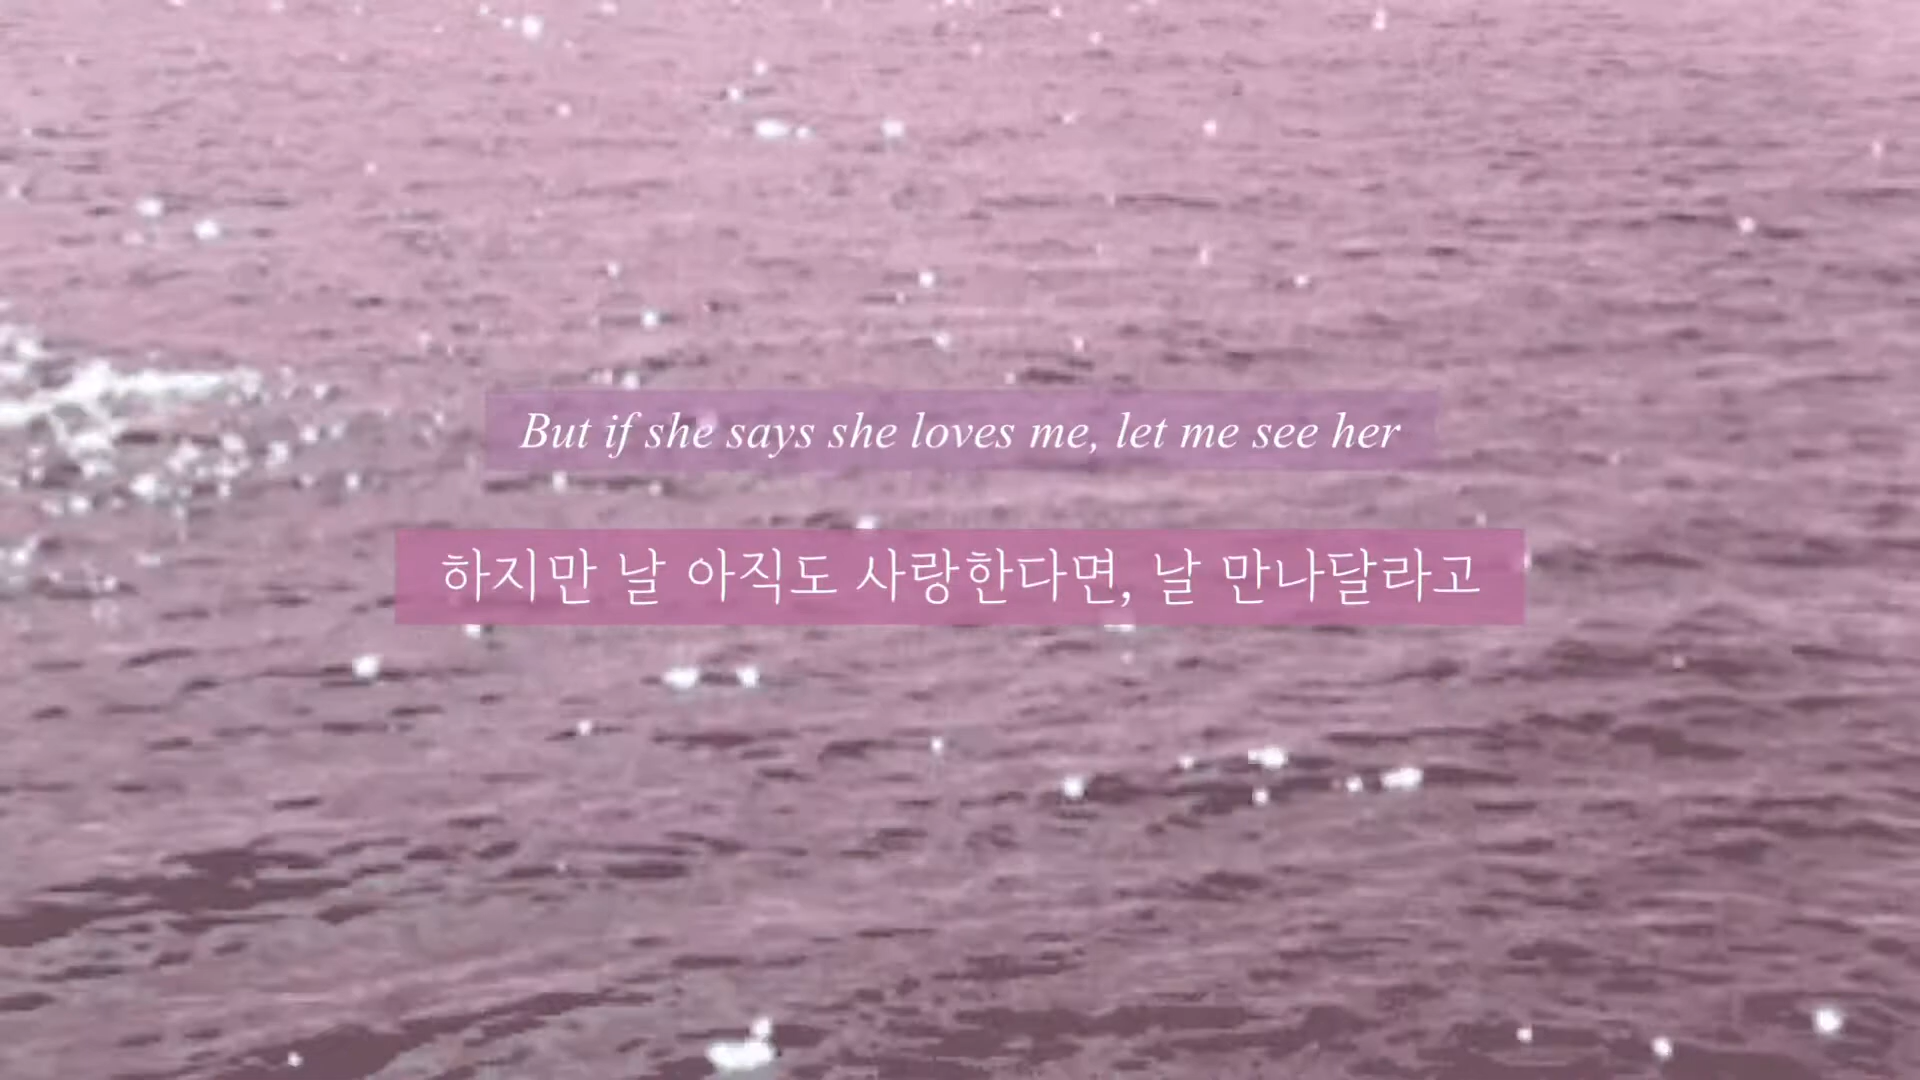 But if she says she loves me, let me see her
하지만 날 아직도 사랑한다면, 날 만나달라고